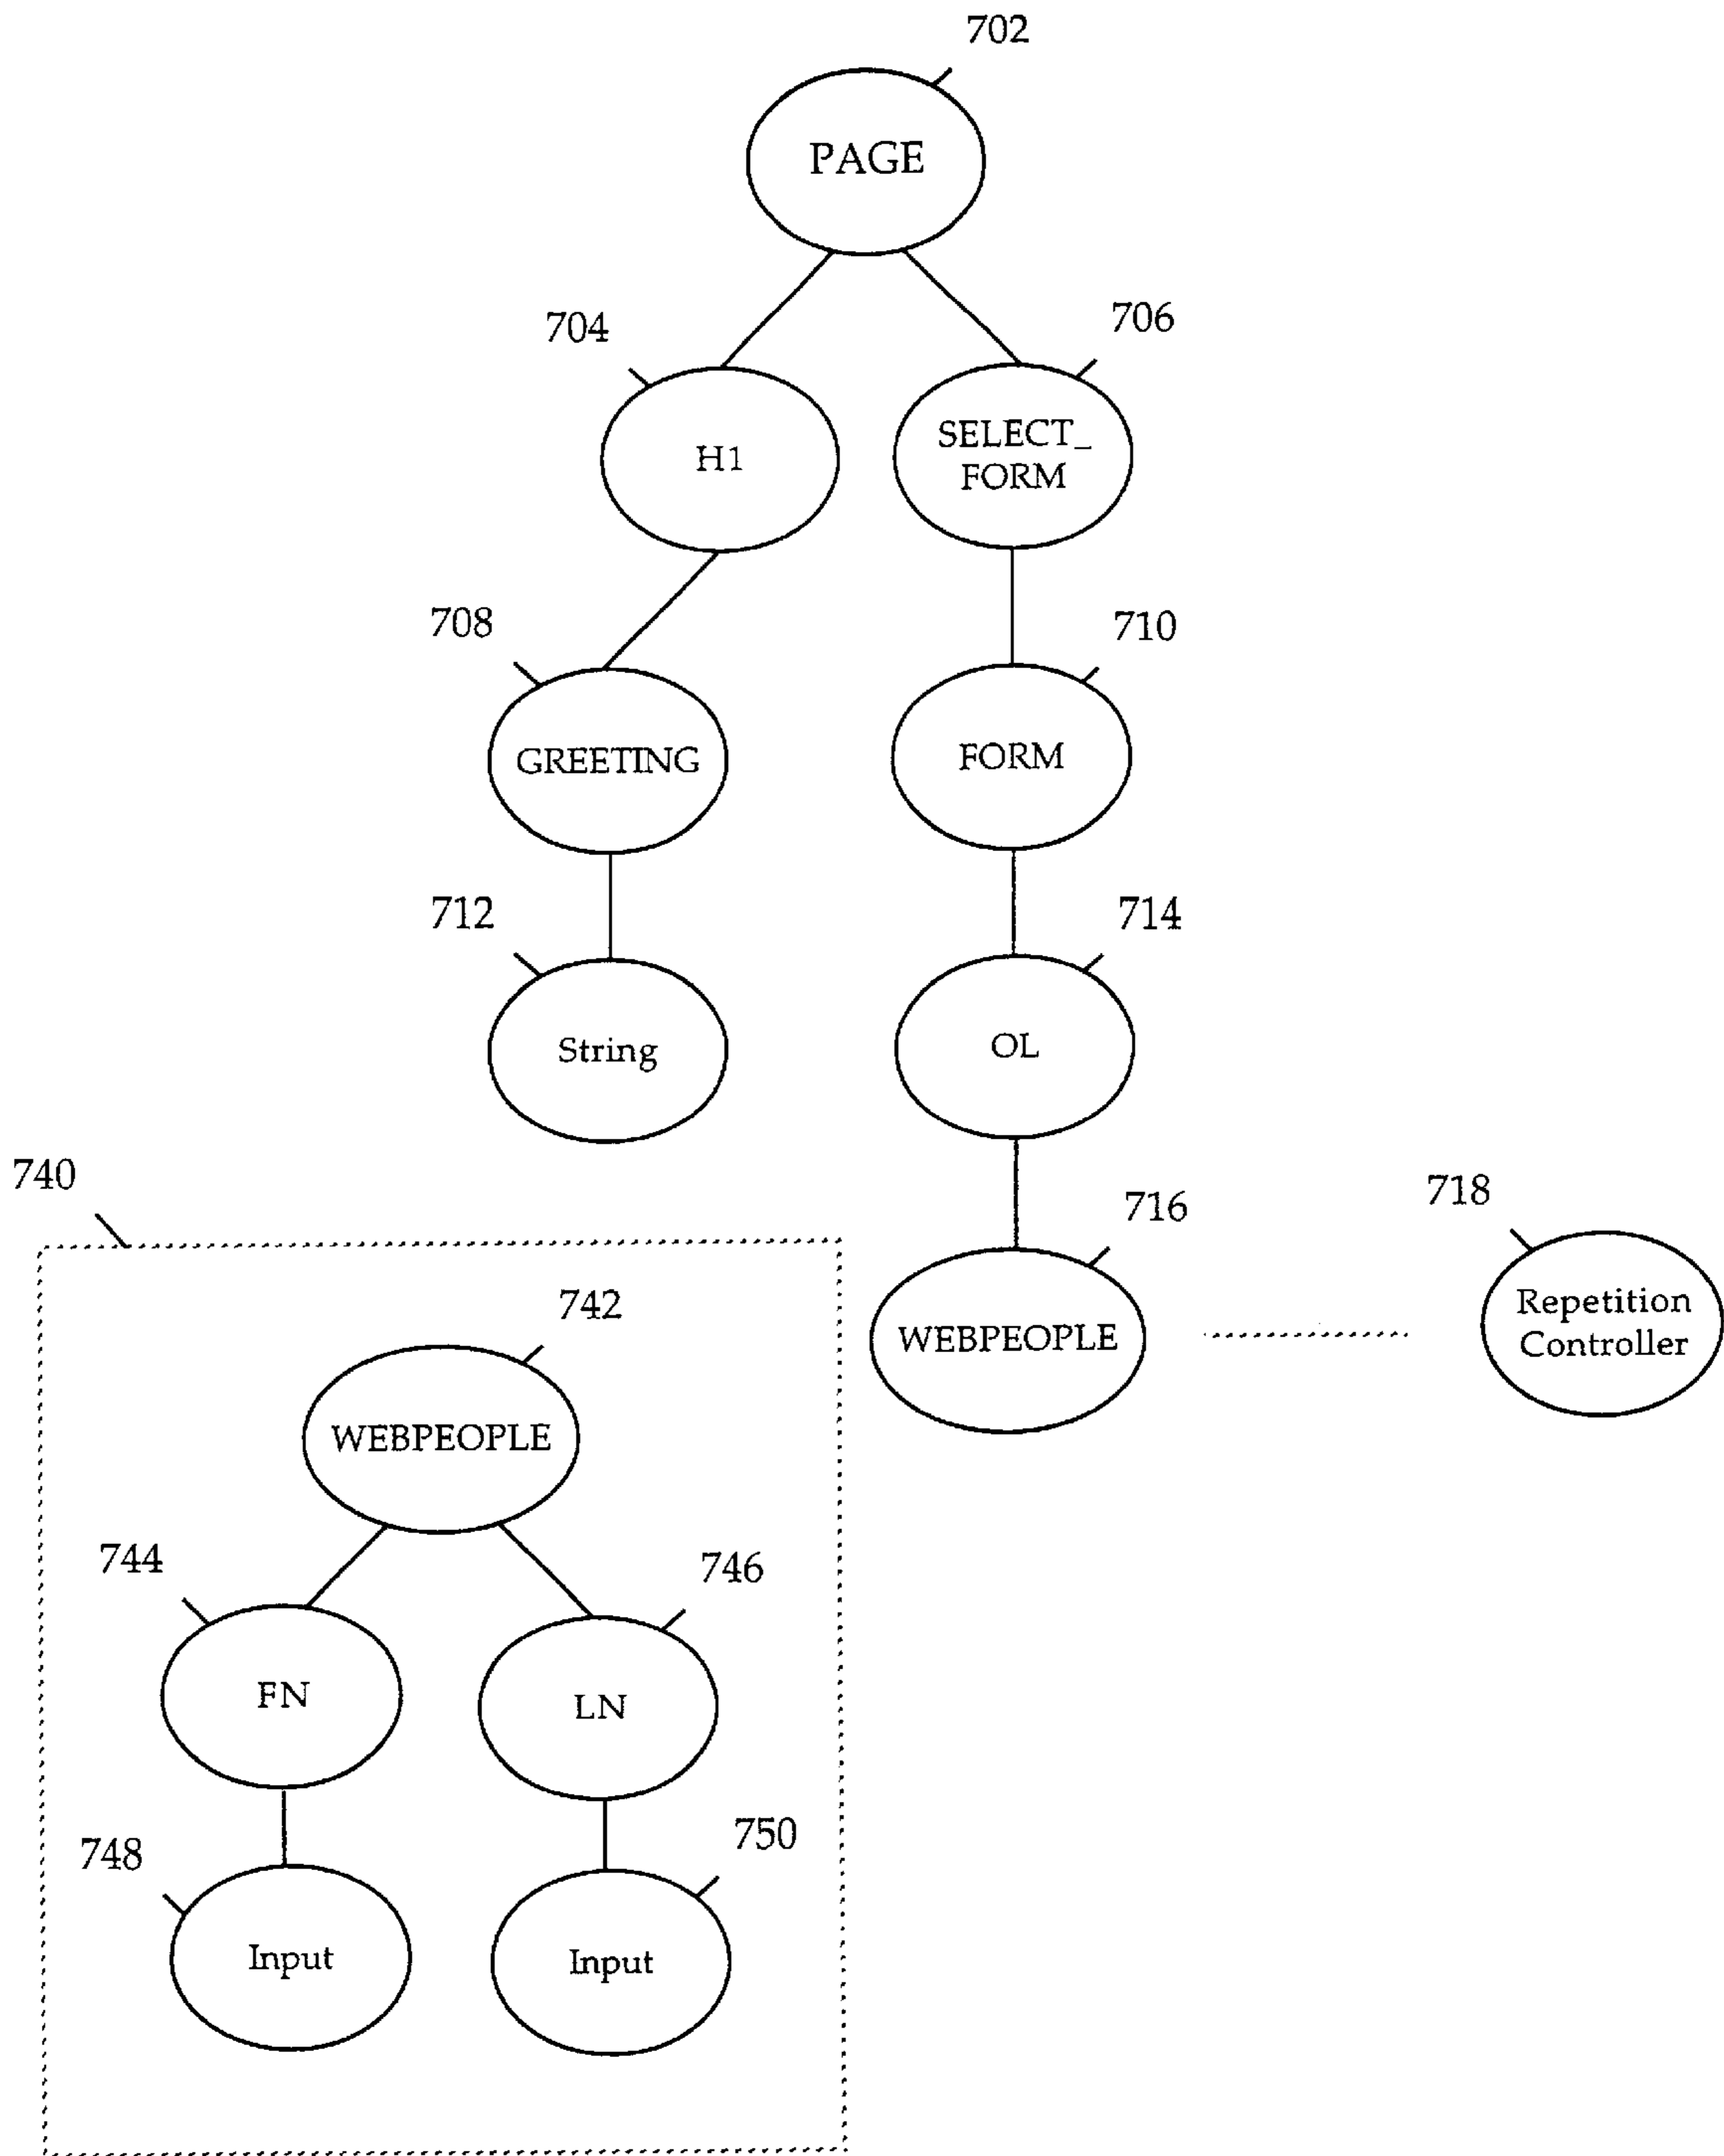 702
PAGE
704
706
H1
SELECT_
FORM
708
710
GREETING
FORM
712
714
String
OL
740
716
718
WEBPEOPLE
Repetition
Controller
742
WEBPEOPLE
744
746
FN
LN
748
750
Input
Input